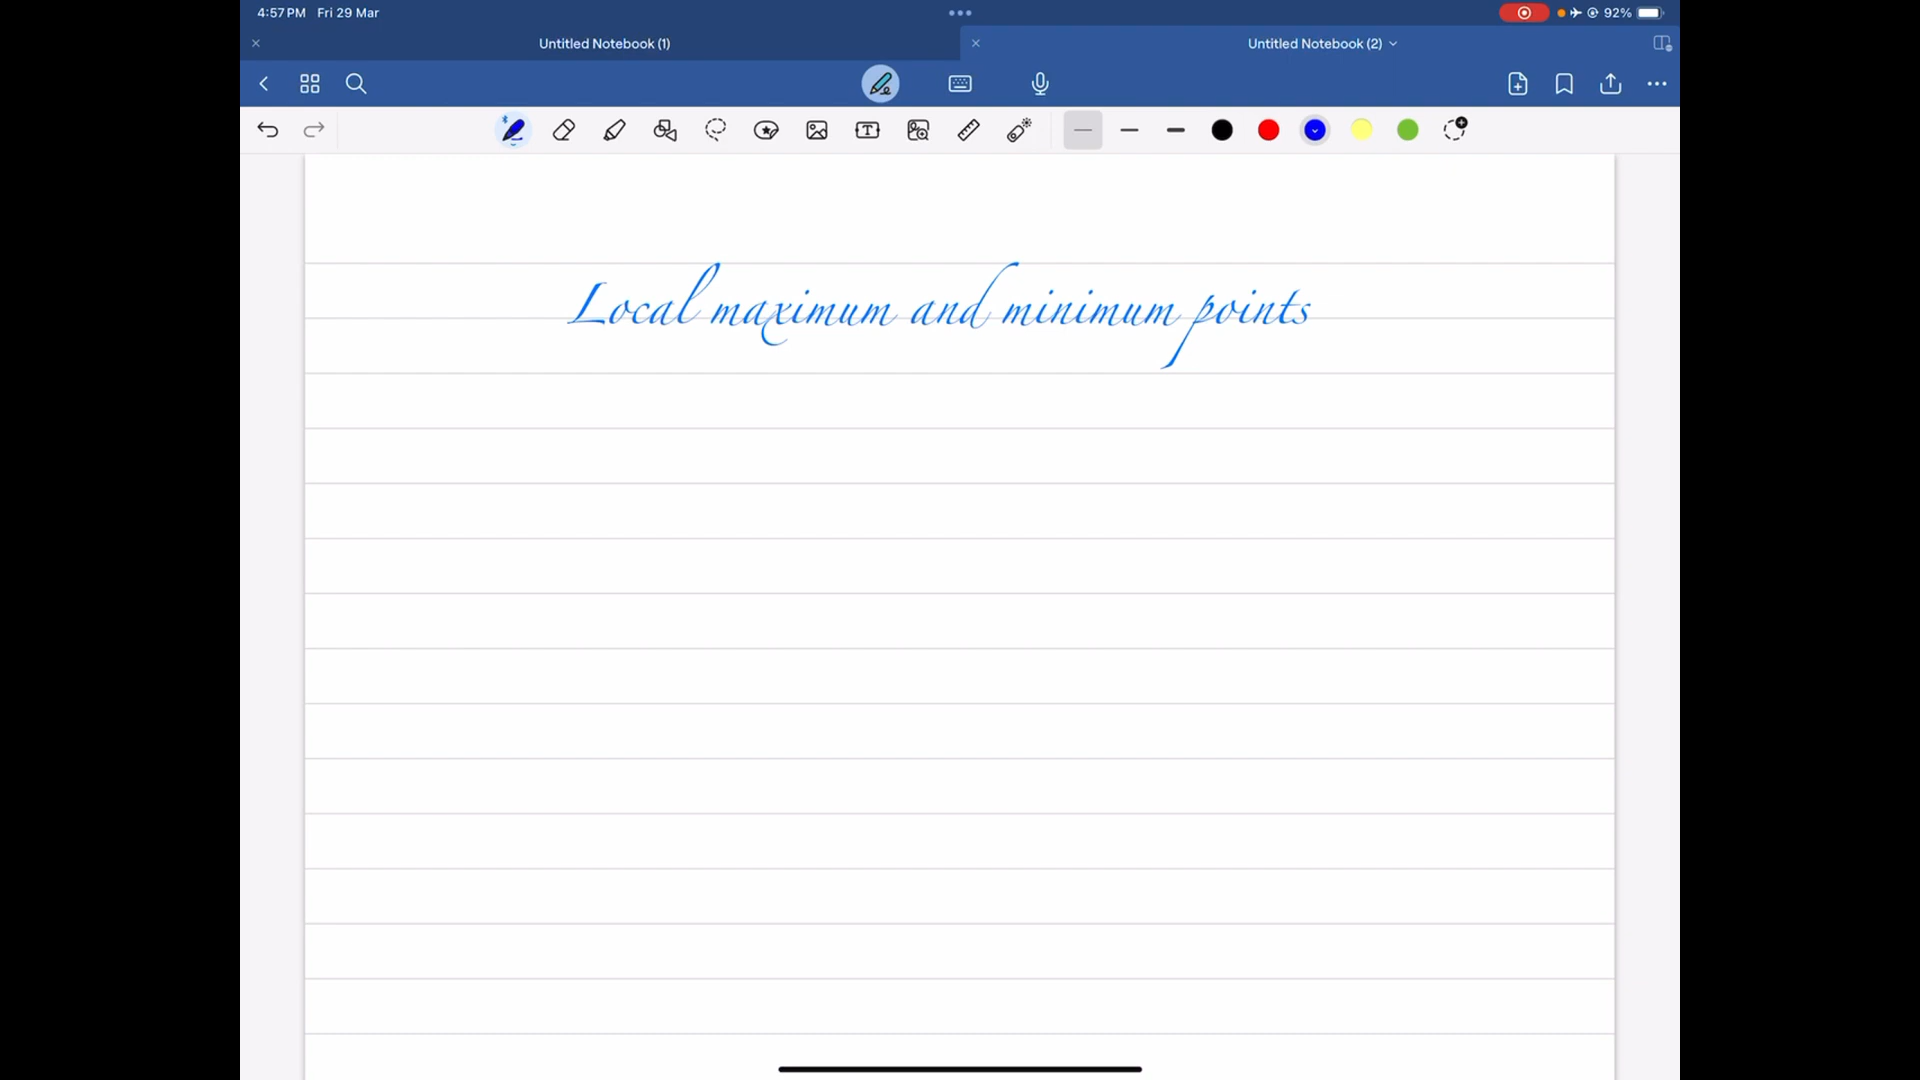 4:57 PM Fri 29 Mar
92%
Untitled Notebook (1)
Untitled Notebook (2)
Local maximum and minimum points